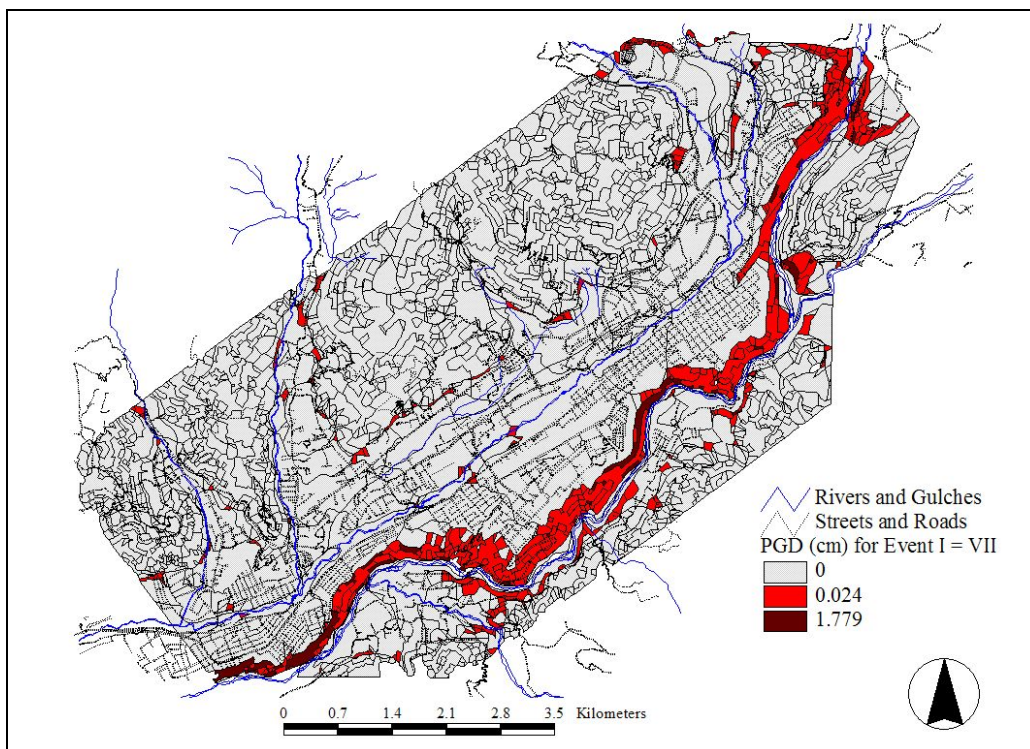 Rivers and Gulches
Streets and Roads
PGD (cm) for Event I = VII
0
0.024
1.779
0 0.7 1.4 2.1 2.8 3.5 Kilometers